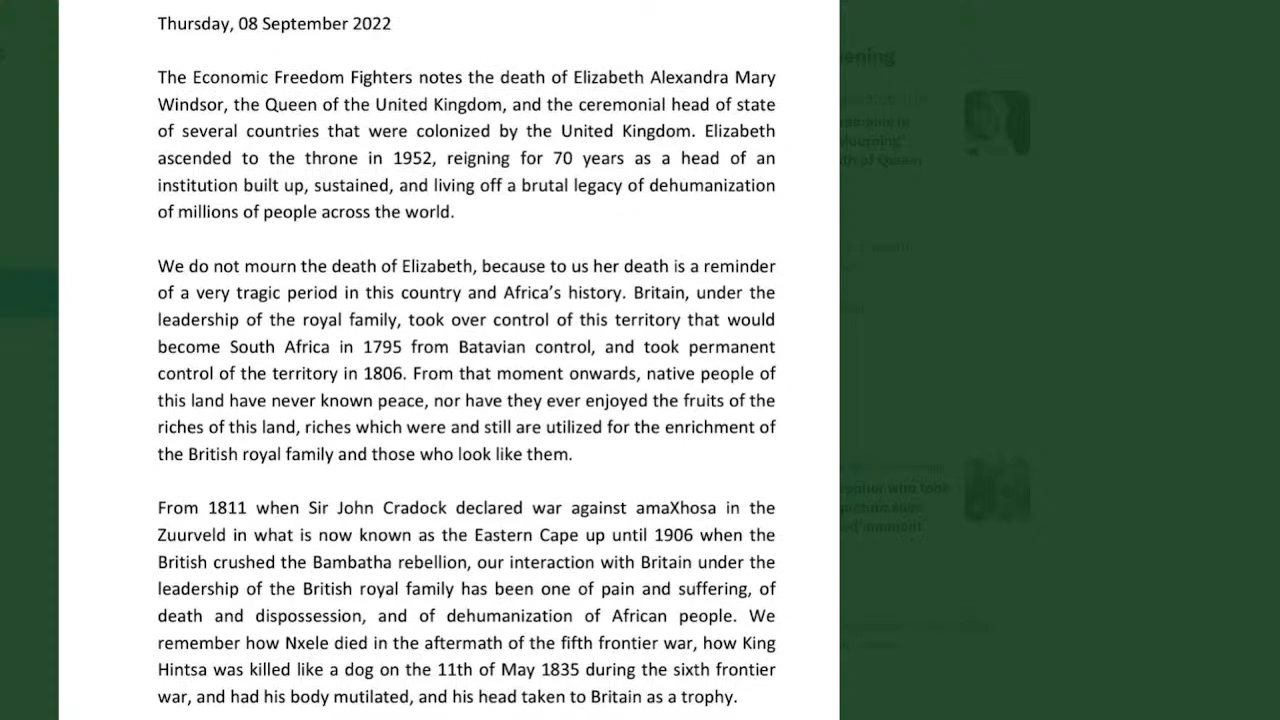 Thursday, 08 September 2022
The Economic Freedom Fighters notes the death of Elizabeth Alexandra Mary
Windsor, the Queen of the United Kingdom, and the ceremonial head of state
of several countries that were colonized by the United Kingdom. Elizabeth
ascended to the throne in 1952, reigning for 70 years as a head of an
institution built up, sustained, and living off a brutal legacy of dehumanization
of millions of people across the world.
We do not mourn the death of Elizabeth, because to us her death is a reminder
of a very tragic period in this country and Africa’s history. Britain, under the
leadership of the royal family, took over control of this territory that would
become South Africa in 1795 from Batavian control, and took permanent
control of the territory in 1806. From that moment onwards, native people of
this land have never known peace, nor have they ever enjoyed the fruits of the
riches of this land, riches which were and still are utilized for the enrichment of
the British royal family and those who look like them.
From 1811 when Sir John Cradock declared war against amaXhosa in the
Zuurveld in what is now known as the Eastern Cape up until 1906 when the
British crushed the Bambatha rebellion, our interaction with Britain under the
leadership of the British royal family has been one of pain and suffering, of
death and dispossession, and of dehumanization of African people. We
remember how Nxele died in the aftermath of the fifth frontier war, how King
Hintsa was killed like a dog on the 11th of May 1835 during the sixth frontier
war, and had his body mutilated, and his head taken to Britain as a trophy.